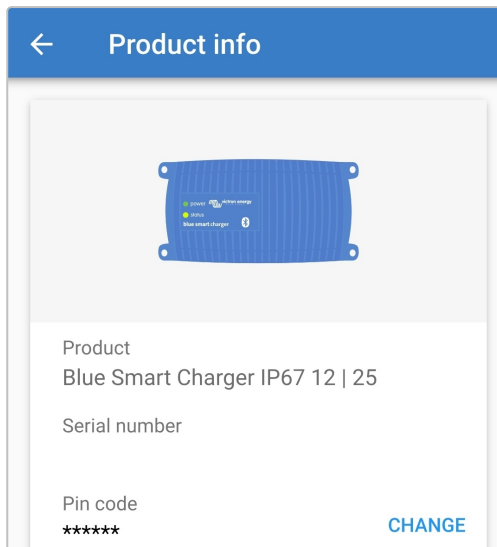 Product info
power victron energy
status
blue smart charger
Product
Blue Smart Charger IP67 12 | 25
Serial number
Pin code
******
CHANGE